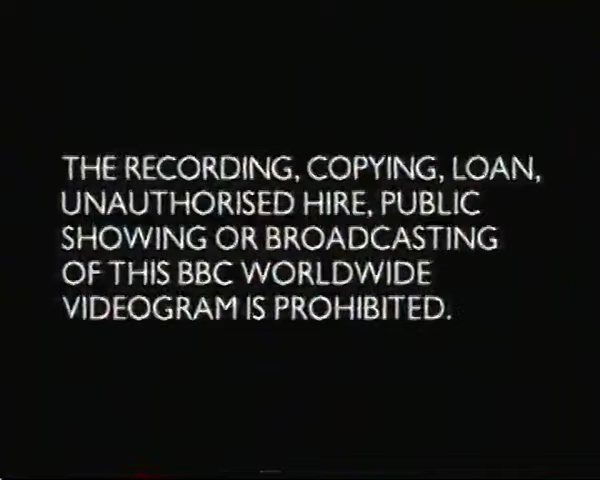 THE RECORDING, COPYING, LOAN,
UNAUTHORISED HIRE, PUBLIC
SHOWING OR BROADCASTING
OF THIS BBC WORLDWIDE
VIDEOGRAM IS PROHIBITED.